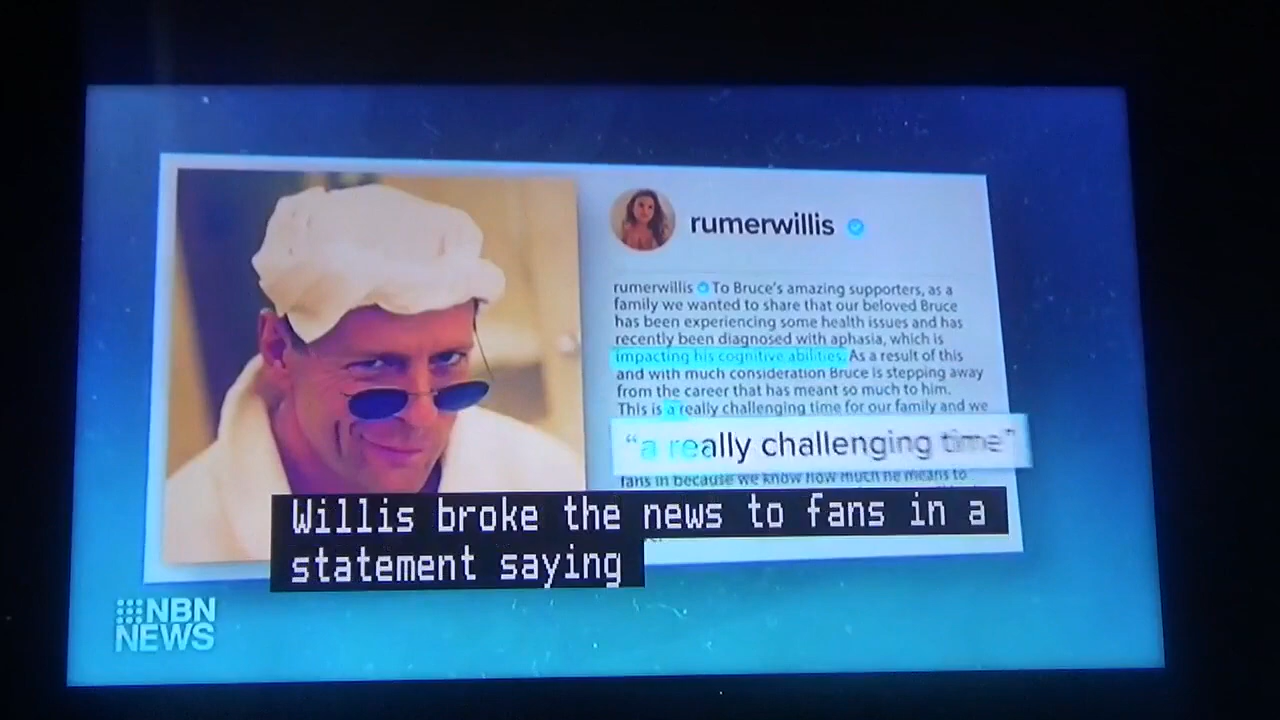 rumerwillis
rumerwillis To Bruce's amazing supporters, as a
family we wanted to share that our beloved Bruce
has been experiencing some health issues and has
recently been diagnosed with aphasia, which is
impacting his cognitive abilities. As a result of this
and with much consideration Bruce is stepping away
from the career that has meant so much to him.
This is a really challenging time for our family and we
"a really challenging time"
fans in because we know how much he means to
Willis broke the news to fans in a
statement saying
NBN
NEWS